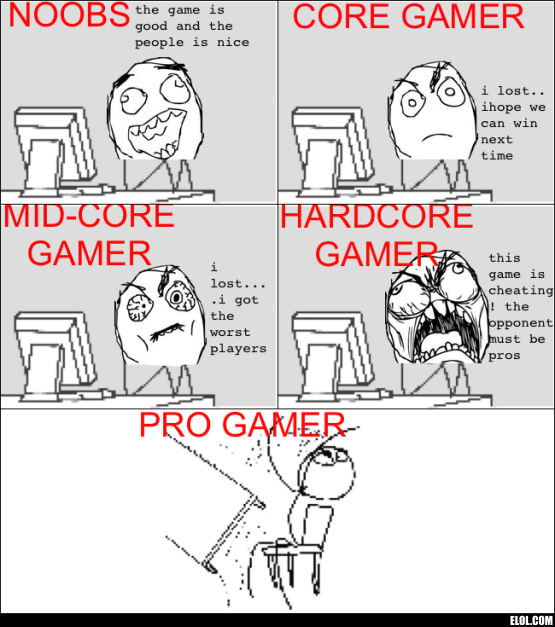 NOOBS
the game is
good and the
people is nice
CORE GAMER
i lost..
ihope we
can win
next
time
MID-CORE
GAMER
i
lost...
.i got
the
worst
players
HARDCORE
GAMER
this
game is
cheating
! the
opponent
must be
pros
PRO GAMER
ELOL.COM